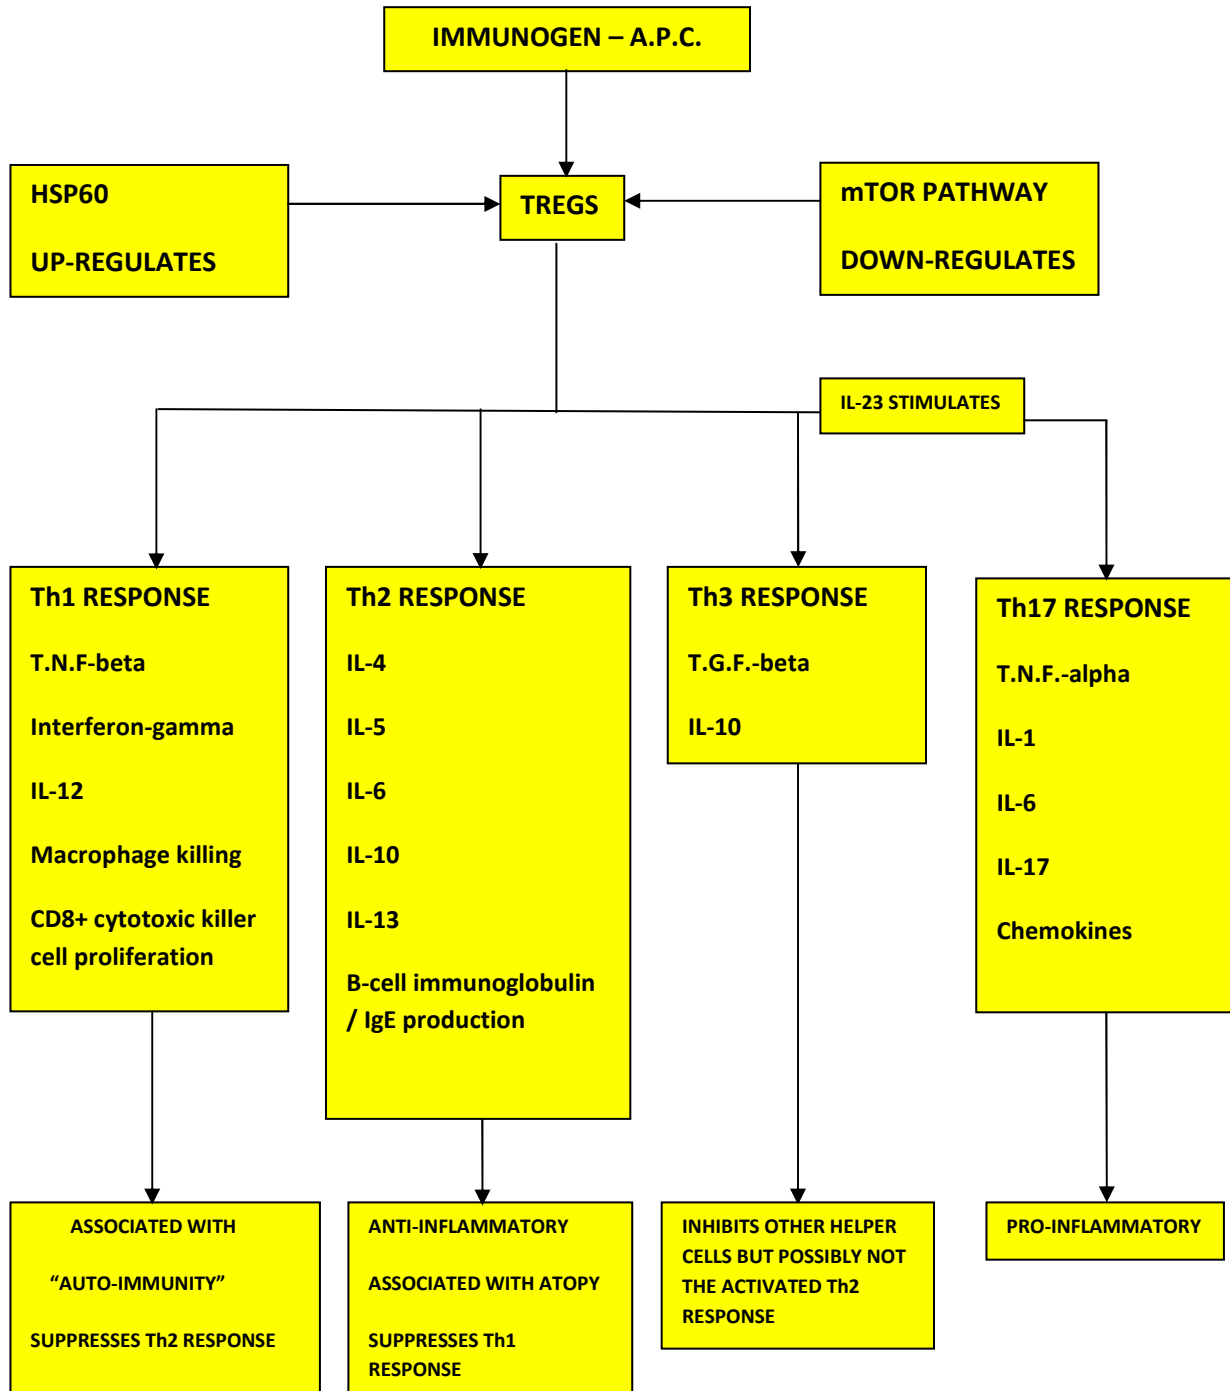 IMMUNOGEN – A.P.C.
HSP60
UP-REGULATES
TREGS
mTOR PATHWAY
DOWN-REGULATES
IL-23 STIMULATES
Th1 RESPONSE
T.N.F-beta
Interferon-gamma
IL-12
Macrophage killing
CD8+ cytotoxic killer
cell proliferation
Th2 RESPONSE
IL-4
IL-5
IL-6
IL-10
IL-13
B-cell immunoglobulin
/ IgE production
Th3 RESPONSE
T.G.F.-beta
IL-10
Th17 RESPONSE
T.N.F.-alpha
IL-1
IL-6
IL-17
Chemokines
ASSOCIATED WITH
“AUTO-IMMUNITY”
SUPPRESSES Th2 RESPONSE
ANTI-INFLAMMATORY
ASSOCIATED WITH ATOPY
SUPPRESSES Th1
RESPONSE
INHIBITS OTHER HELPER
CELLS BUT POSSIBLY NOT
THE ACTIVATED Th2
RESPONSE
PRO-INFLAMMATORY